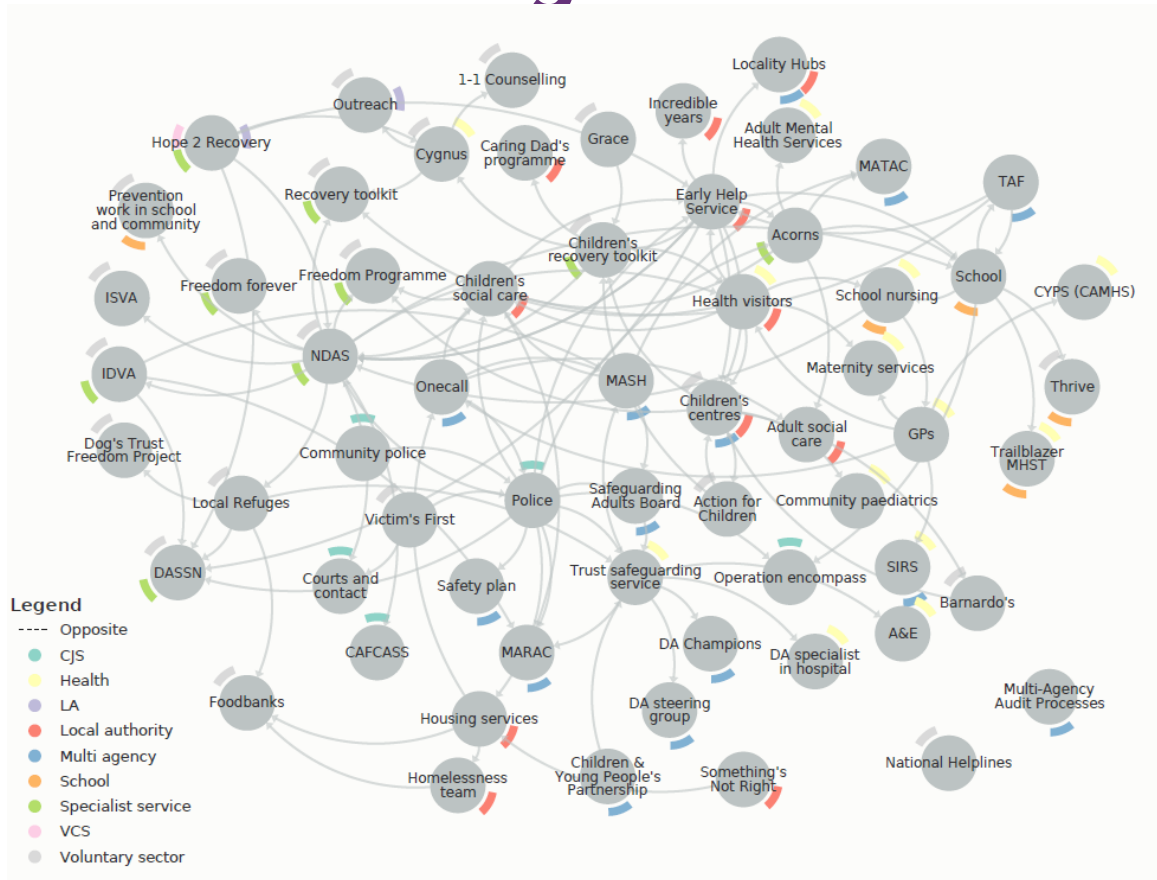 1-1 Counselling
Locality Hubs
Outreach
Incredible
years
Hope 2 Recovery
Cygnus
Caring Dad's
programme
Grace
Adult Mental
Health Services
MATAC
TAF
Prevention
work in school
and community
Recovery toolkit
Early Help
Service
Acorns
Children's
recovery toolkit
ISVA
Freedom forever
Freedom Programme
Children's
social care
Health visitors
School nursing
School
CYPS (CAMHS)
IDVA
NDAS
Onecall
MASH
Children's
centres
Maternity services
Thrive
Dog's Trust
Freedom Project
Community police
Adult social
care
GPs
Trailblazer
MHST
Local Refuges
Victim's First
Police
Safeguarding
Adults Board
Action for
Children
Community paediatrics
DASSN
Courts and
contact
Safety plan
Trust safeguarding
service
Operation encompass
SIRS
Barnardo's
CAFCASS
MARAC
DA Champions
DA specialist
in hospital
A&E
Foodbanks
Housing services
DA steering
group
Multi-Agency
Audit Processes
Homelessness
team
Children &
Young People's
Partnership
Something's
Not Right
National Helplines
Legend
Opposite
CJS
Health
LA
Local authority
Multi agency
School
Specialist service
VCS
Voluntary sector